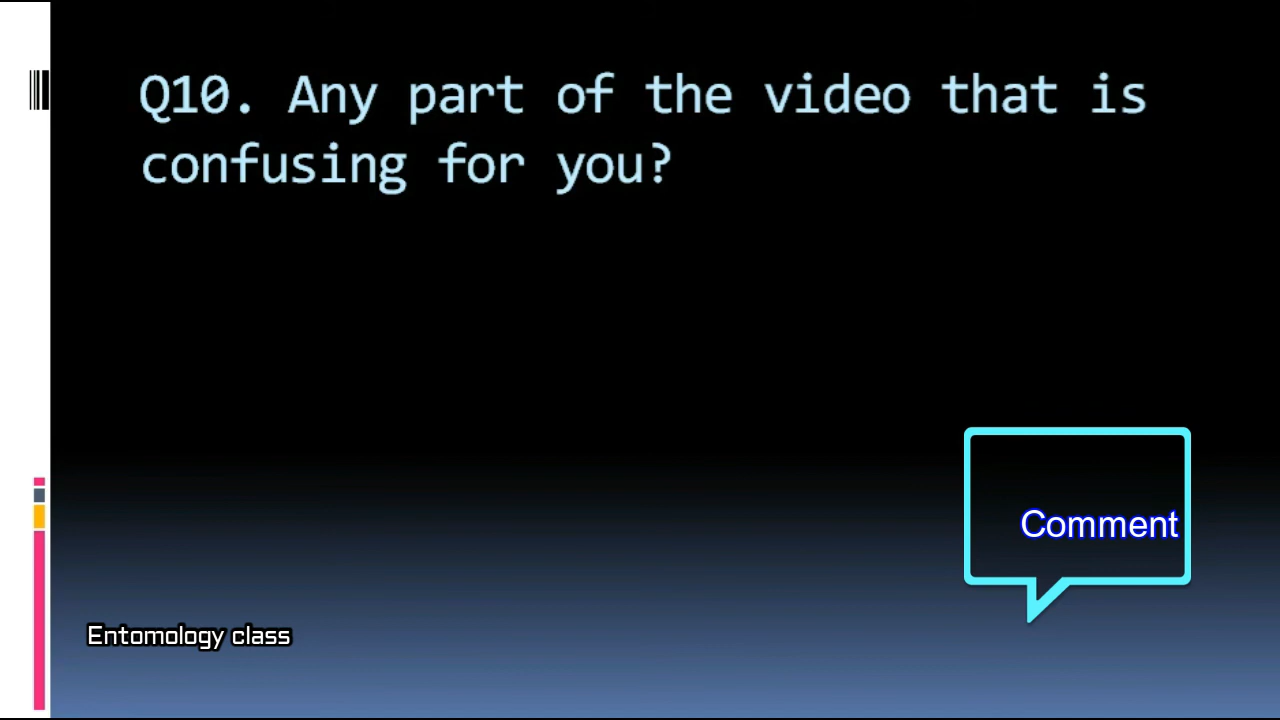 Q10. Any part of the video that is
confusing for you?
Comment
Entomology class